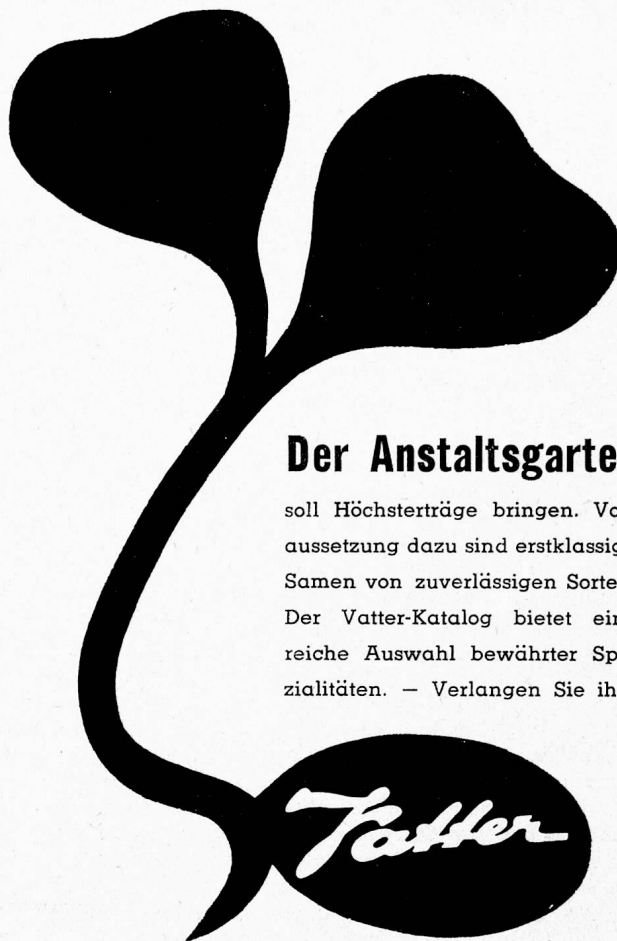 Der Anstaltsgarte
soll Höchsterträge bringen. Vo
aussetzung dazu sind erstklassig
Samen von zuverlässigen Sorte
Der Vatter-Katalog bietet ein
reiche Auswahl bewährter Sp
zialitäten. — Verlangen Sie ih
Vatter